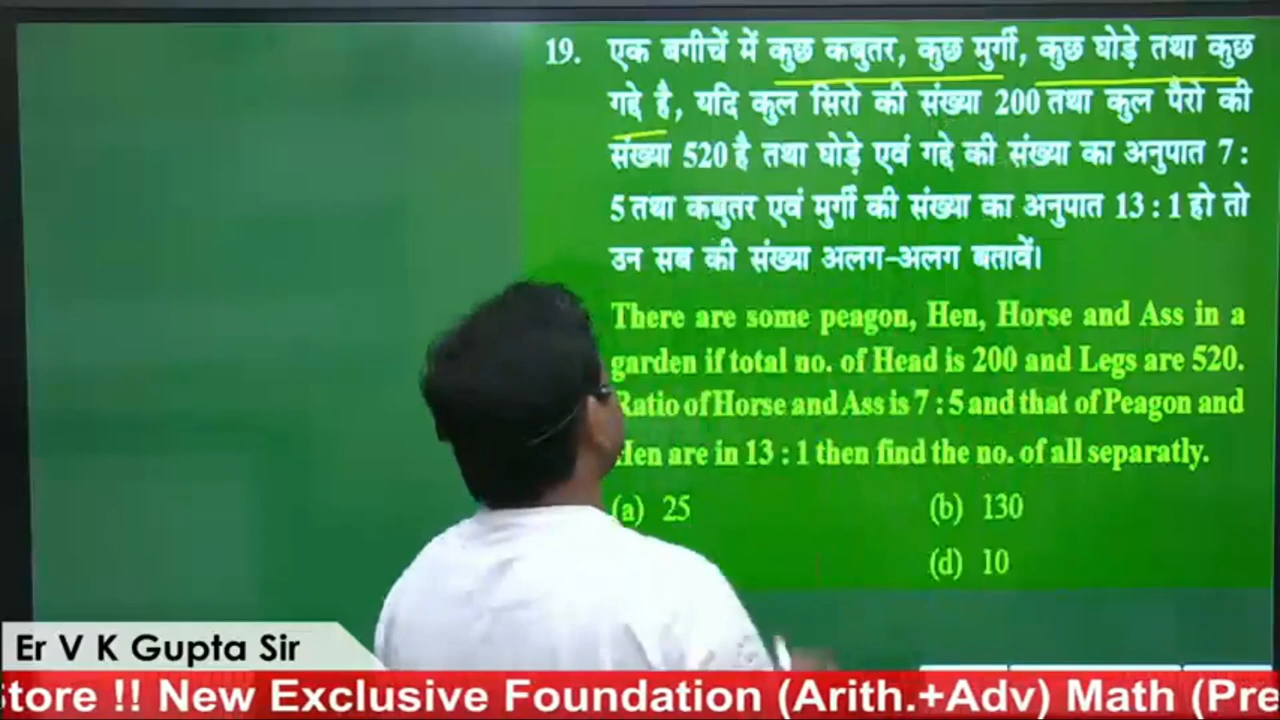 19. एक बगीचें में कुछ कबुतर, कुछ मुर्गी, कुछ घोड़े तथा कुछ
गद्दे है, यदि कुल सिरो की संख्या 200 तथा कुल पैरो की
संख्या 520 है तथा घोड़े एवं गद्दे की संख्या का अनुपात 7 :
5 तथा कबुतर एवं मुर्गी की संख्या का अनुपात 13 : 1 हो तो
उन सब की संख्या अलग-अलग बतावें।
There are some peagon, Hen, Horse and Ass in a
garden if total no. of Head is 200 and Legs are 520.
Ratio of Horse and Ass is 7 : 5 and that of Peagon and
Hen are in 13 : 1 then find the no. of all separatly.
(a) 25 (b) 130
(d) 10
Er V K Gupta Sir
tore !! New Exclusive Foundation (Arith.+Adv) Math (Pre